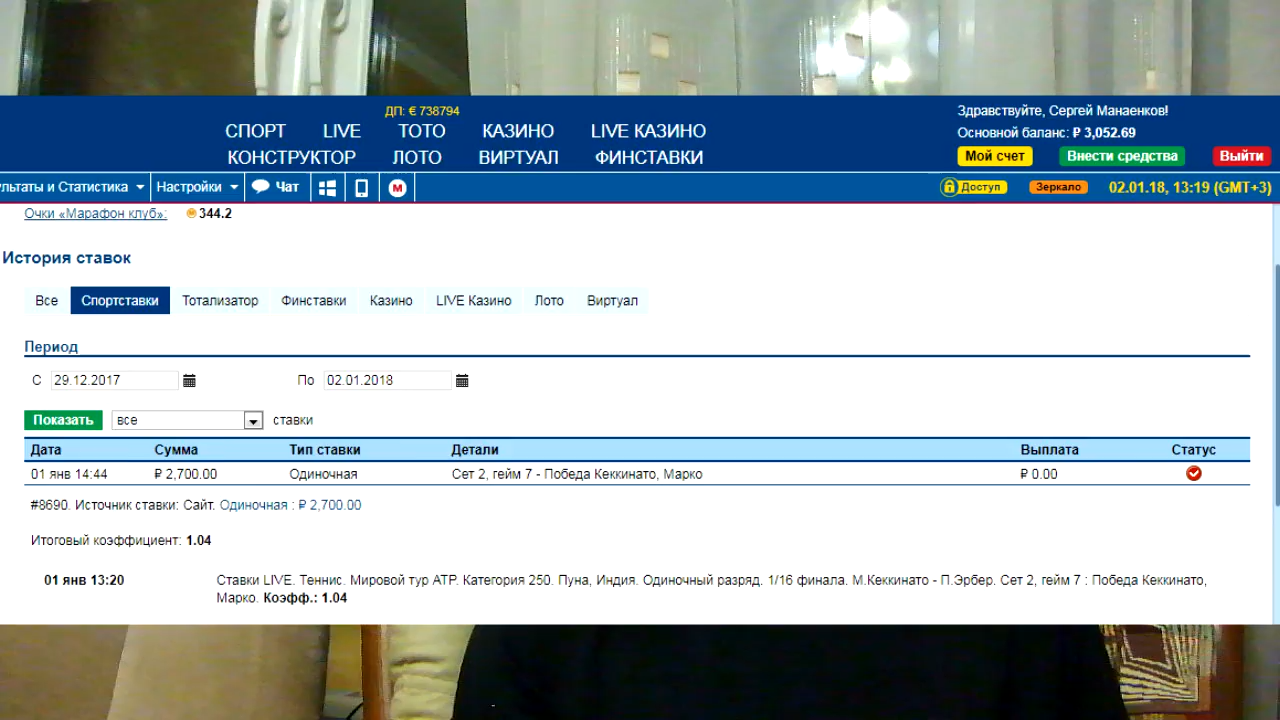 ДП: € 738794
Здравствуйте, Сергей Манаенков!
СПОРТ LIVE ТОТО КАЗИНО LIVE КАЗИНО
Основной баланс: ₽ 3,052.69
КОНСТРУКТОР ЛОТО ВИРТУАЛ ФИНСТАВКИ
Мой счет Внести средства Выйти
льтаты и Статистика Настройки Чат М Доступ Зеркало 02.01.18, 13:19 (GMT+3)
Очки «Марафон клуб»: 344.2
История ставок
Все Спортставки Тотализатор Финставки Казино LIVE Казино Лото Виртуал
Период
С 29.12.2017 По 02.01.2018
Показать все ставки
Дата Сумма Тип ставки Детали Выплата Статус
01 янв 14:44 ₽ 2,700.00 Одиночная Сет 2, гейм 7 - Победа Кеккинато, Марко ₽ 0.00
#8690. Источник ставки: Сайт. Одиночная : ₽ 2,700.00
Итоговый коэффициент: 1.04
01 янв 13:20 Ставки LIVE. Теннис. Мировой тур ATP. Категория 250. Пуна, Индия. Одиночный разряд. 1/16 финала. М.Кеккинато - П.Эрбер. Сет 2, гейм 7 : Победа Кеккинато,
Марко. Коэфф.: 1.04